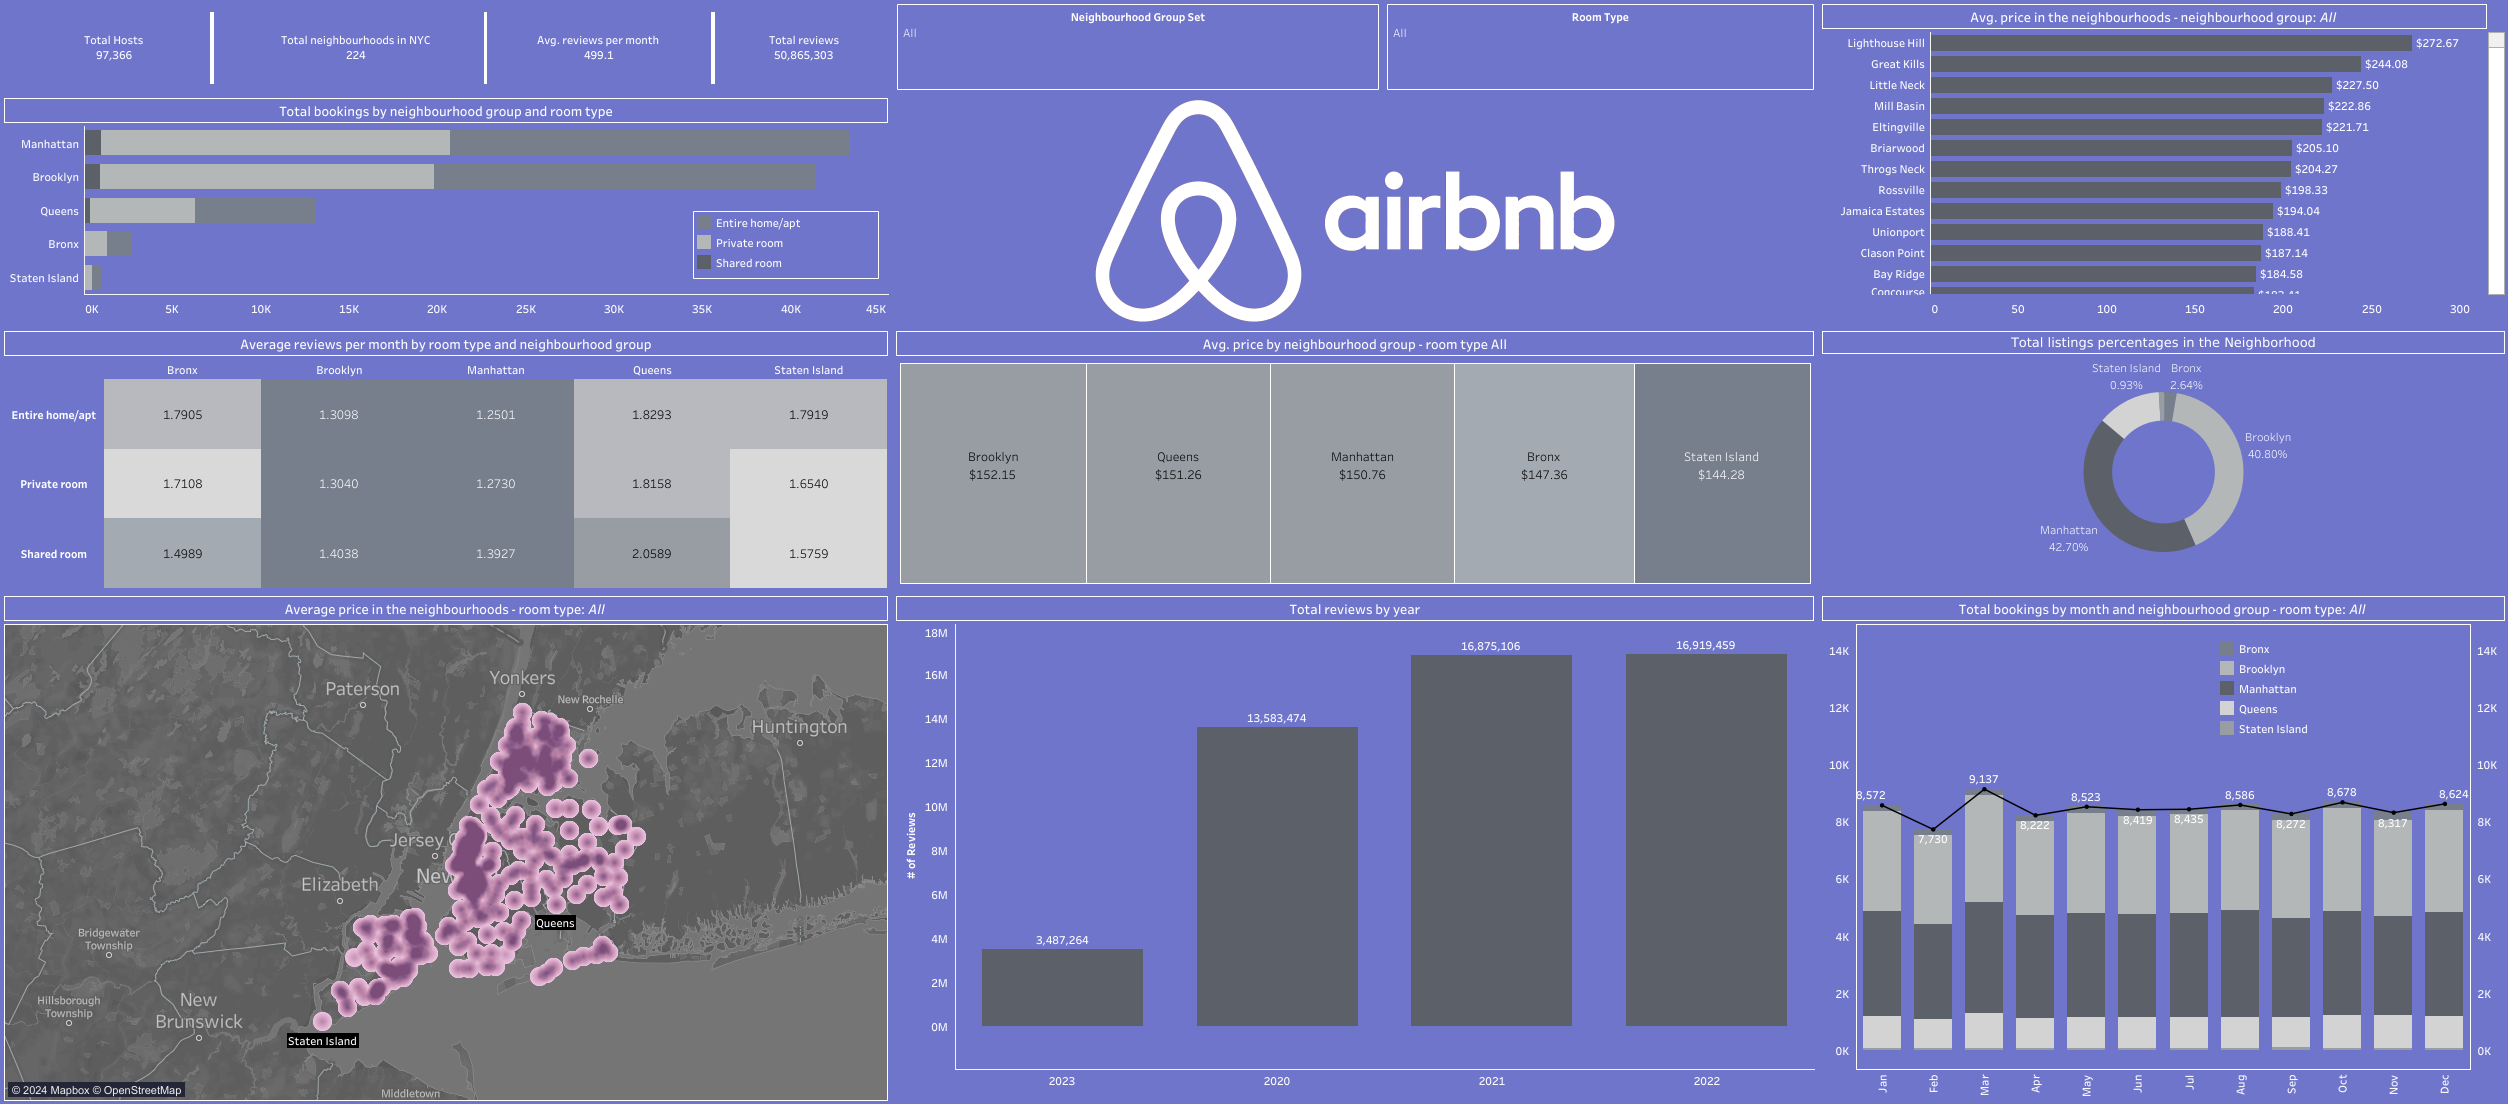 Total Hosts
97,366
Total neighbourhoods in NYC
224
Avg. reviews per month
499.1
Total reviews
50,865,303
Neighbourhood Group Set
All
Room Type
All
Total bookings by neighbourhood group and room type
Manhattan
Brooklyn
Queens
Bronx
Staten Island
Entire home/apt
Private room
Shared room
0K 5K 10K 15K 20K 25K 30K 35K 40K 45K
airbnb
Avg. price in the neighbourhoods - neighbourhood group: All
Lighthouse Hill $272.67
Great Kills $244.08
Little Neck $227.50
Mill Basin $222.86
Eltingville $221.71
Briarwood $205.10
Throgs Neck $204.27
Rossville $198.33
Jamaica Estates $194.04
Unionport $188.41
Clason Point $187.14
Bay Ridge $184.58
Concourse
0 50 100 150 200 250 300
Average reviews per month by room type and neighbourhood group
Bronx Brooklyn Manhattan Queens Staten Island
Entire home/apt 1.7905 1.3098 1.2501 1.8293 1.7919
Private room 1.7108 1.3040 1.2730 1.8158 1.6540
Shared room 1.4989 1.4038 1.3927 2.0589 1.5759
Avg. price by neighbourhood group - room type All
Brooklyn
$152.15
Queens
$151.26
Manhattan
$150.76
Bronx
$147.36
Staten Island
$144.28
Total listings percentages in the Neighborhood
Staten Island
0.93%
Bronx
2.64%
Brooklyn
40.80%
Manhattan
42.70%
Average price in the neighbourhoods - room type: All
Yonkers
Paterson
New Rochelle
Huntington
Jersey
New
Elizabeth
Queens
Bridgewater
Township
Hillsborough
Township
New
Brunswick
Staten Island
Middletown
© 2024 Mapbox © OpenStreetMap
Total reviews by year
# of Reviews
18M
16M
14M
12M
10M
8M
6M
4M
2M
0M
3,487,264
13,583,474
16,875,106
16,919,459
2023 2020 2021 2022
Total bookings by month and neighbourhood group - room type: All
Bronx
Brooklyn
Manhattan
Queens
Staten Island
14K 14K
12K 12K
10K 10K
8K 8K
6K 6K
4K 4K
2K 2K
0K 0K
8,572
7,730
9,137
8,222
8,523
8,419
8,435
8,586
8,272
8,678
8,317
8,624
Jan Feb Mar Apr May Jun Jul Aug Sep Oct Nov Dec